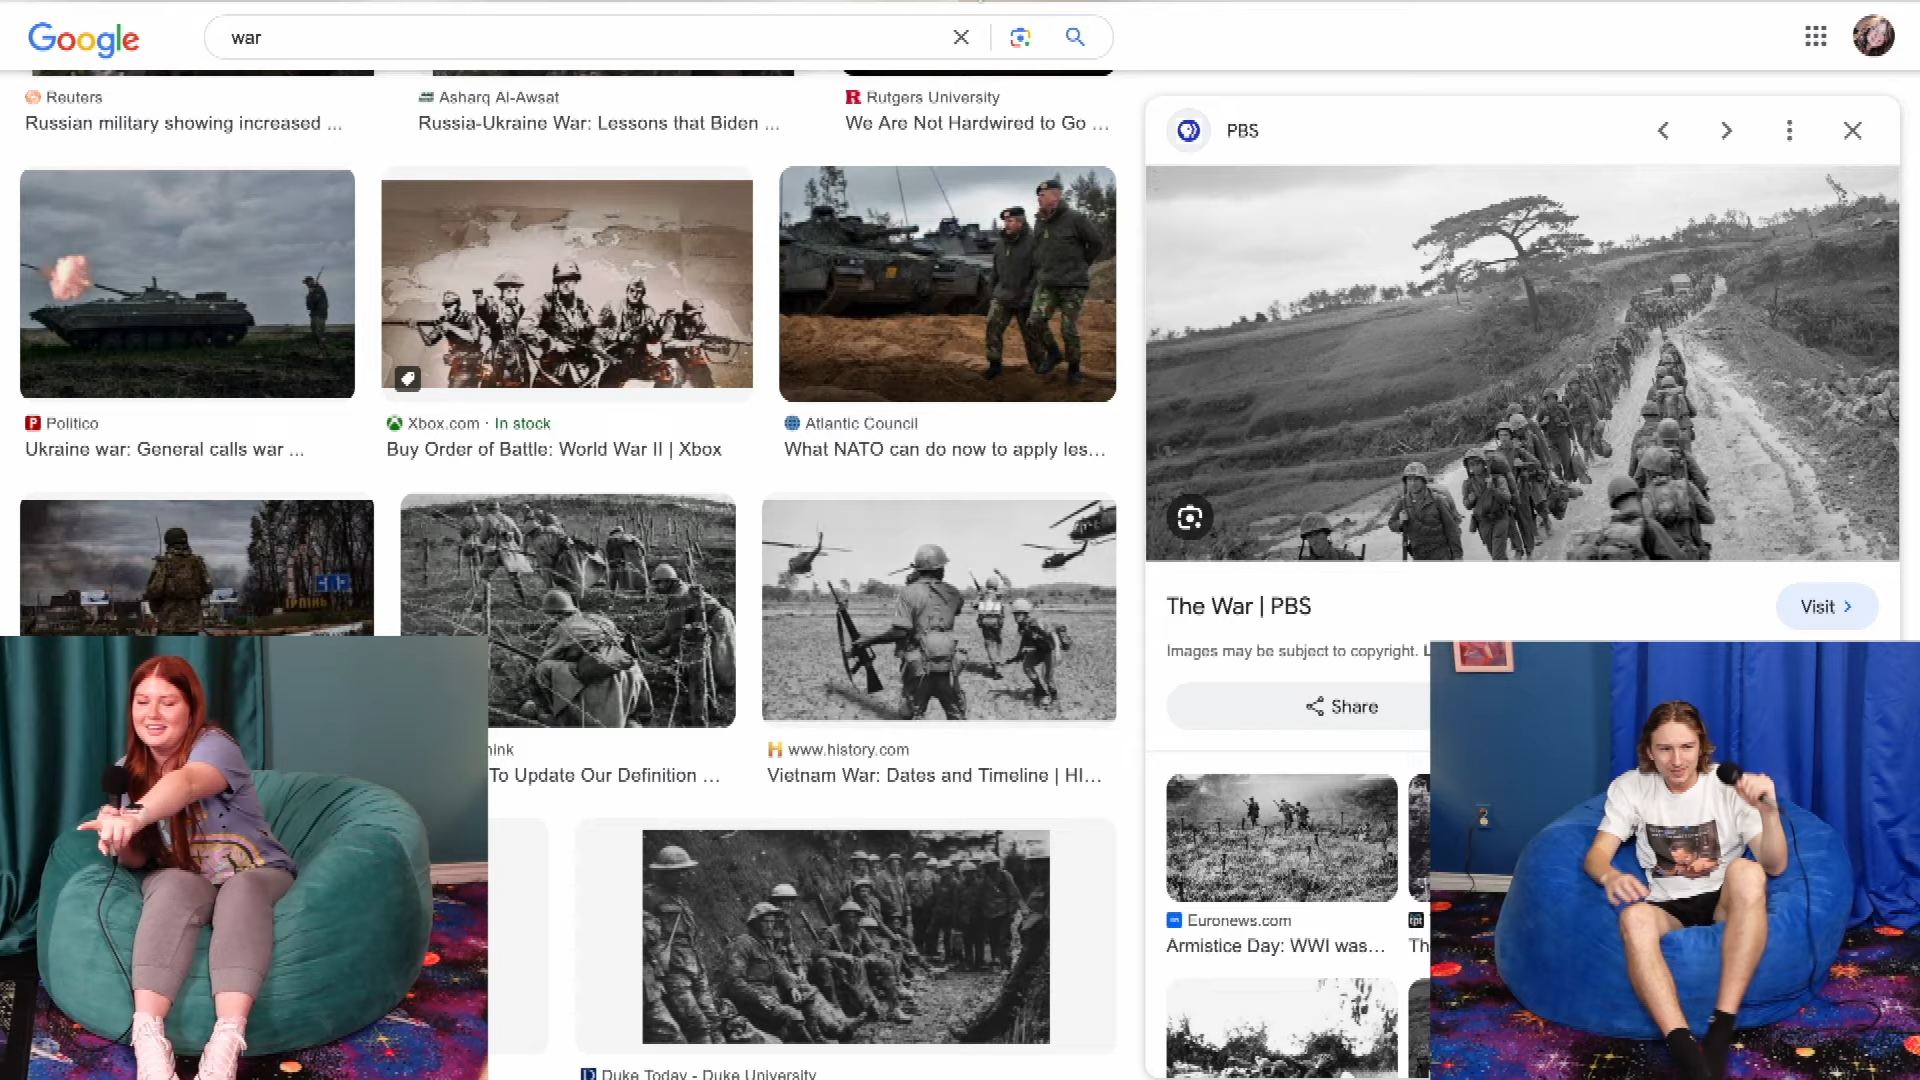 Google
war
Reuters
Russian military showing increased ...
Asharq Al-Awsat
Russia-Ukraine War: Lessons that Biden ...
R Rutgers University
We Are Not Hardwired to Go ...
PBS
P Politico
Ukraine war: General calls war ...
Xbox.com · In stock
Buy Order of Battle: World War II | Xbox
Atlantic Council
What NATO can do now to apply les...
ІРПІНЬ
The War | PBS
Visit
Images may be subject to copyright. L
Share
hink
To Update Our Definition ...
H www.history.com
Vietnam War: Dates and Timeline | HI...
Euronews.com
Armistice Day: WWI was...
tpt
Th
D Duke Today - Duke University